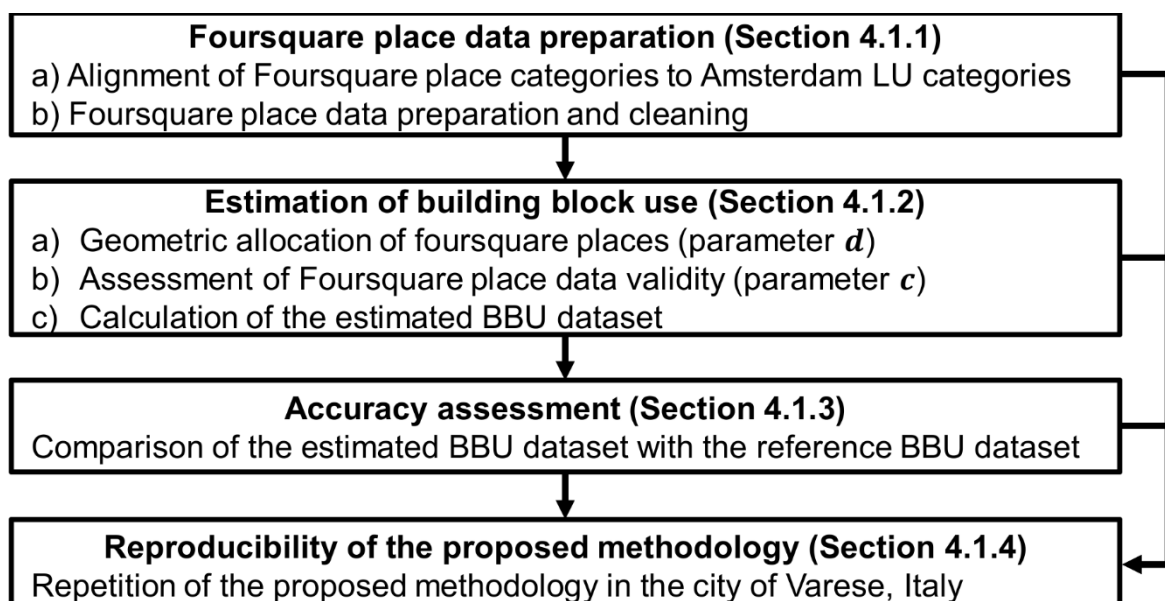 Foursquare place data preparation (Section 4.1.1)
a) Alignment of Foursquare place categories to Amsterdam LU categories
b) Foursquare place data preparation and cleaning
Estimation of building block use (Section 4.1.2)
a) Geometric allocation of foursquare places (parameter d)
b) Assessment of Foursquare place data validity (parameter c)
c) Calculation of the estimated BBU dataset
Accuracy assessment (Section 4.1.3)
Comparison of the estimated BBU dataset with the reference BBU dataset
Reproducibility of the proposed methodology (Section 4.1.4)
Repetition of the proposed methodology in the city of Varese, Italy